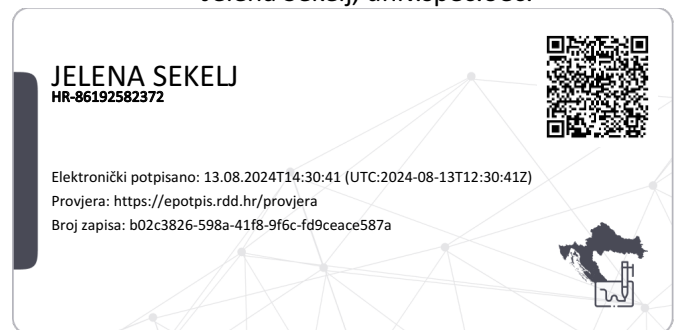 JELENA SEKELJ
HR-86192582372
Elektronički potpisano: 13.08.2024T14:30:41 (UTC:2024-08-13T12:30:41Z)
Provjera: https://epotpis.rdd.hr/provjera
Broj zapisa: b02c3826-598a-41f8-9f6c-fd9ceace587a